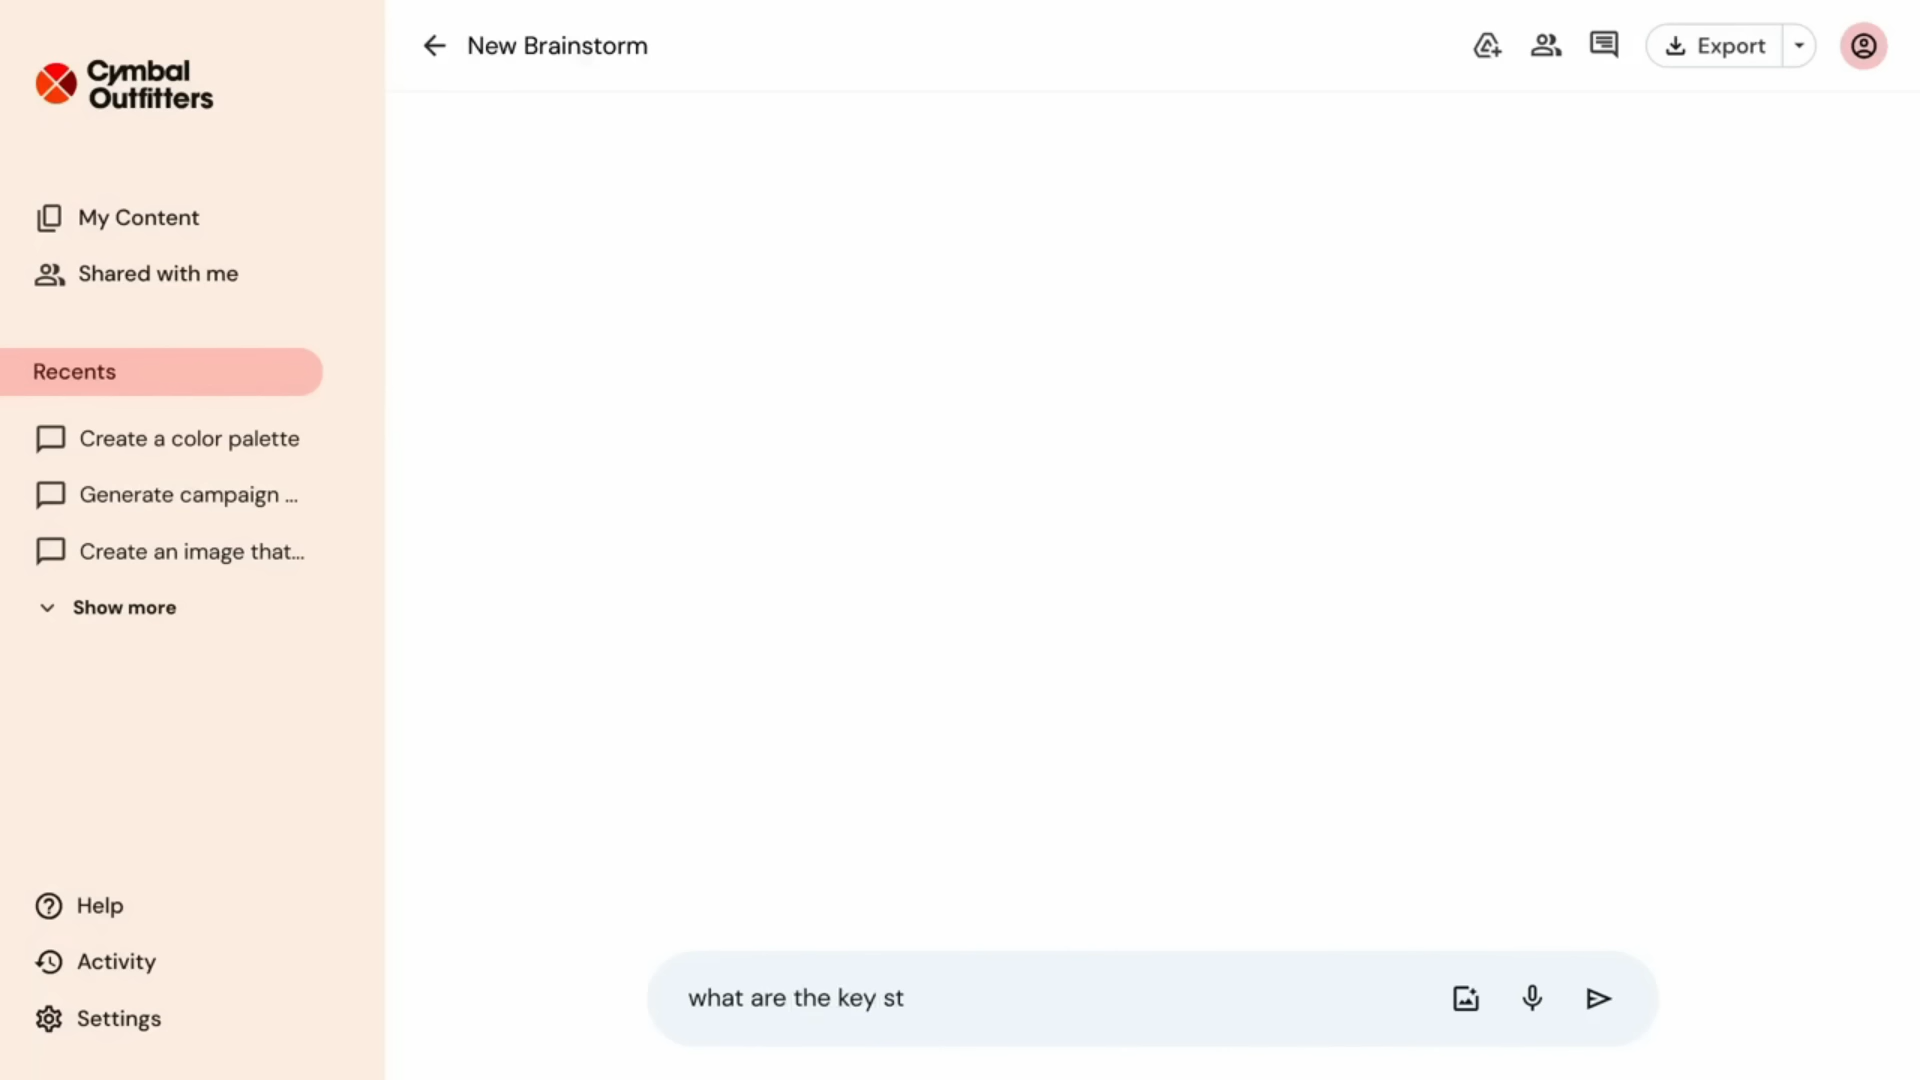 Cymbal
Outfitters
New Brainstorm
Export
My Content
Shared with me
Recents
Create a color palette
Generate campaign ...
Create an image that...
Show more
Help
Activity
Settings
what are the key st